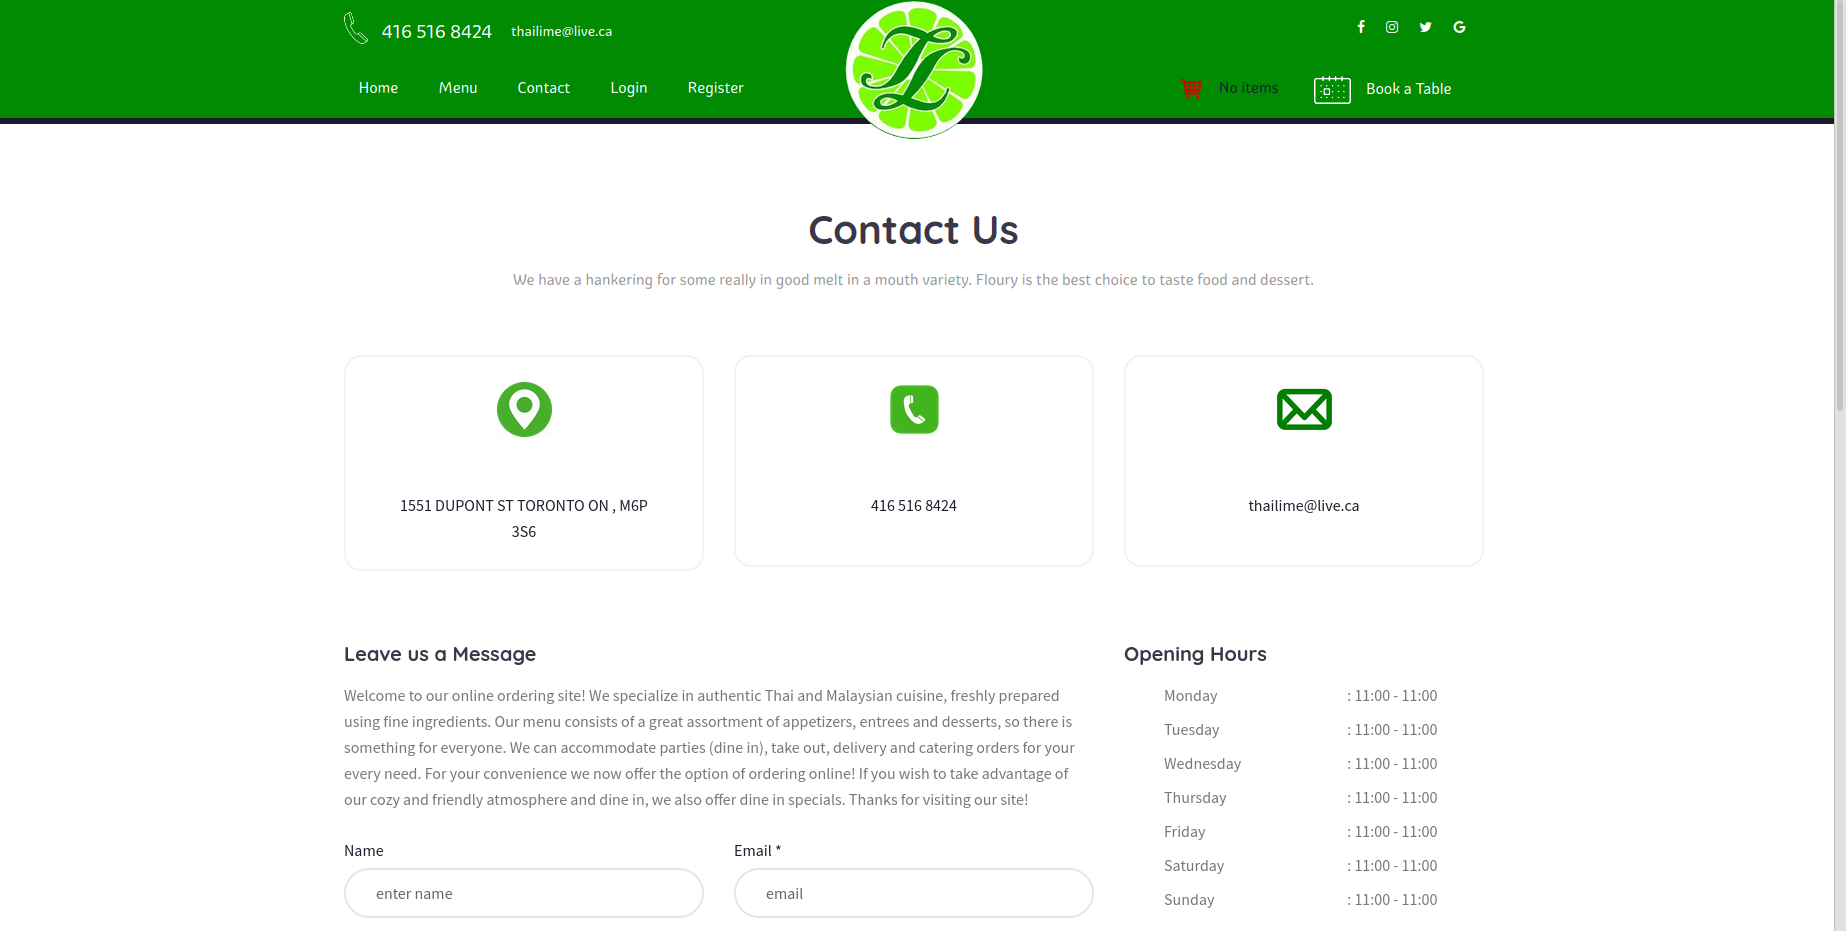 416 516 8424 thailime@live.ca
Home Menu Contact Login Register
No items Book a Table
Contact Us
We have a hankering for some really in good melt in a mouth variety. Floury is the best choice to taste food and dessert.
1551 DUPONT ST TORONTO ON , M6P
3S6
416 516 8424
thailime@live.ca
Leave us a Message
Welcome to our online ordering site! We specialize in authentic Thai and Malaysian cuisine, freshly prepared
using fine ingredients. Our menu consists of a great assortment of appetizers, entrees and desserts, so there is
something for everyone. We can accommodate parties (dine in), take out, delivery and catering orders for your
every need. For your convenience we now offer the option of ordering online! If you wish to take advantage of
our cozy and friendly atmosphere and dine in, we also offer dine in specials. Thanks for visiting our site!
Name
enter name
Email *
email
Opening Hours
Monday : 11:00 - 11:00
Tuesday : 11:00 - 11:00
Wednesday : 11:00 - 11:00
Thursday : 11:00 - 11:00
Friday : 11:00 - 11:00
Saturday : 11:00 - 11:00
Sunday : 11:00 - 11:00